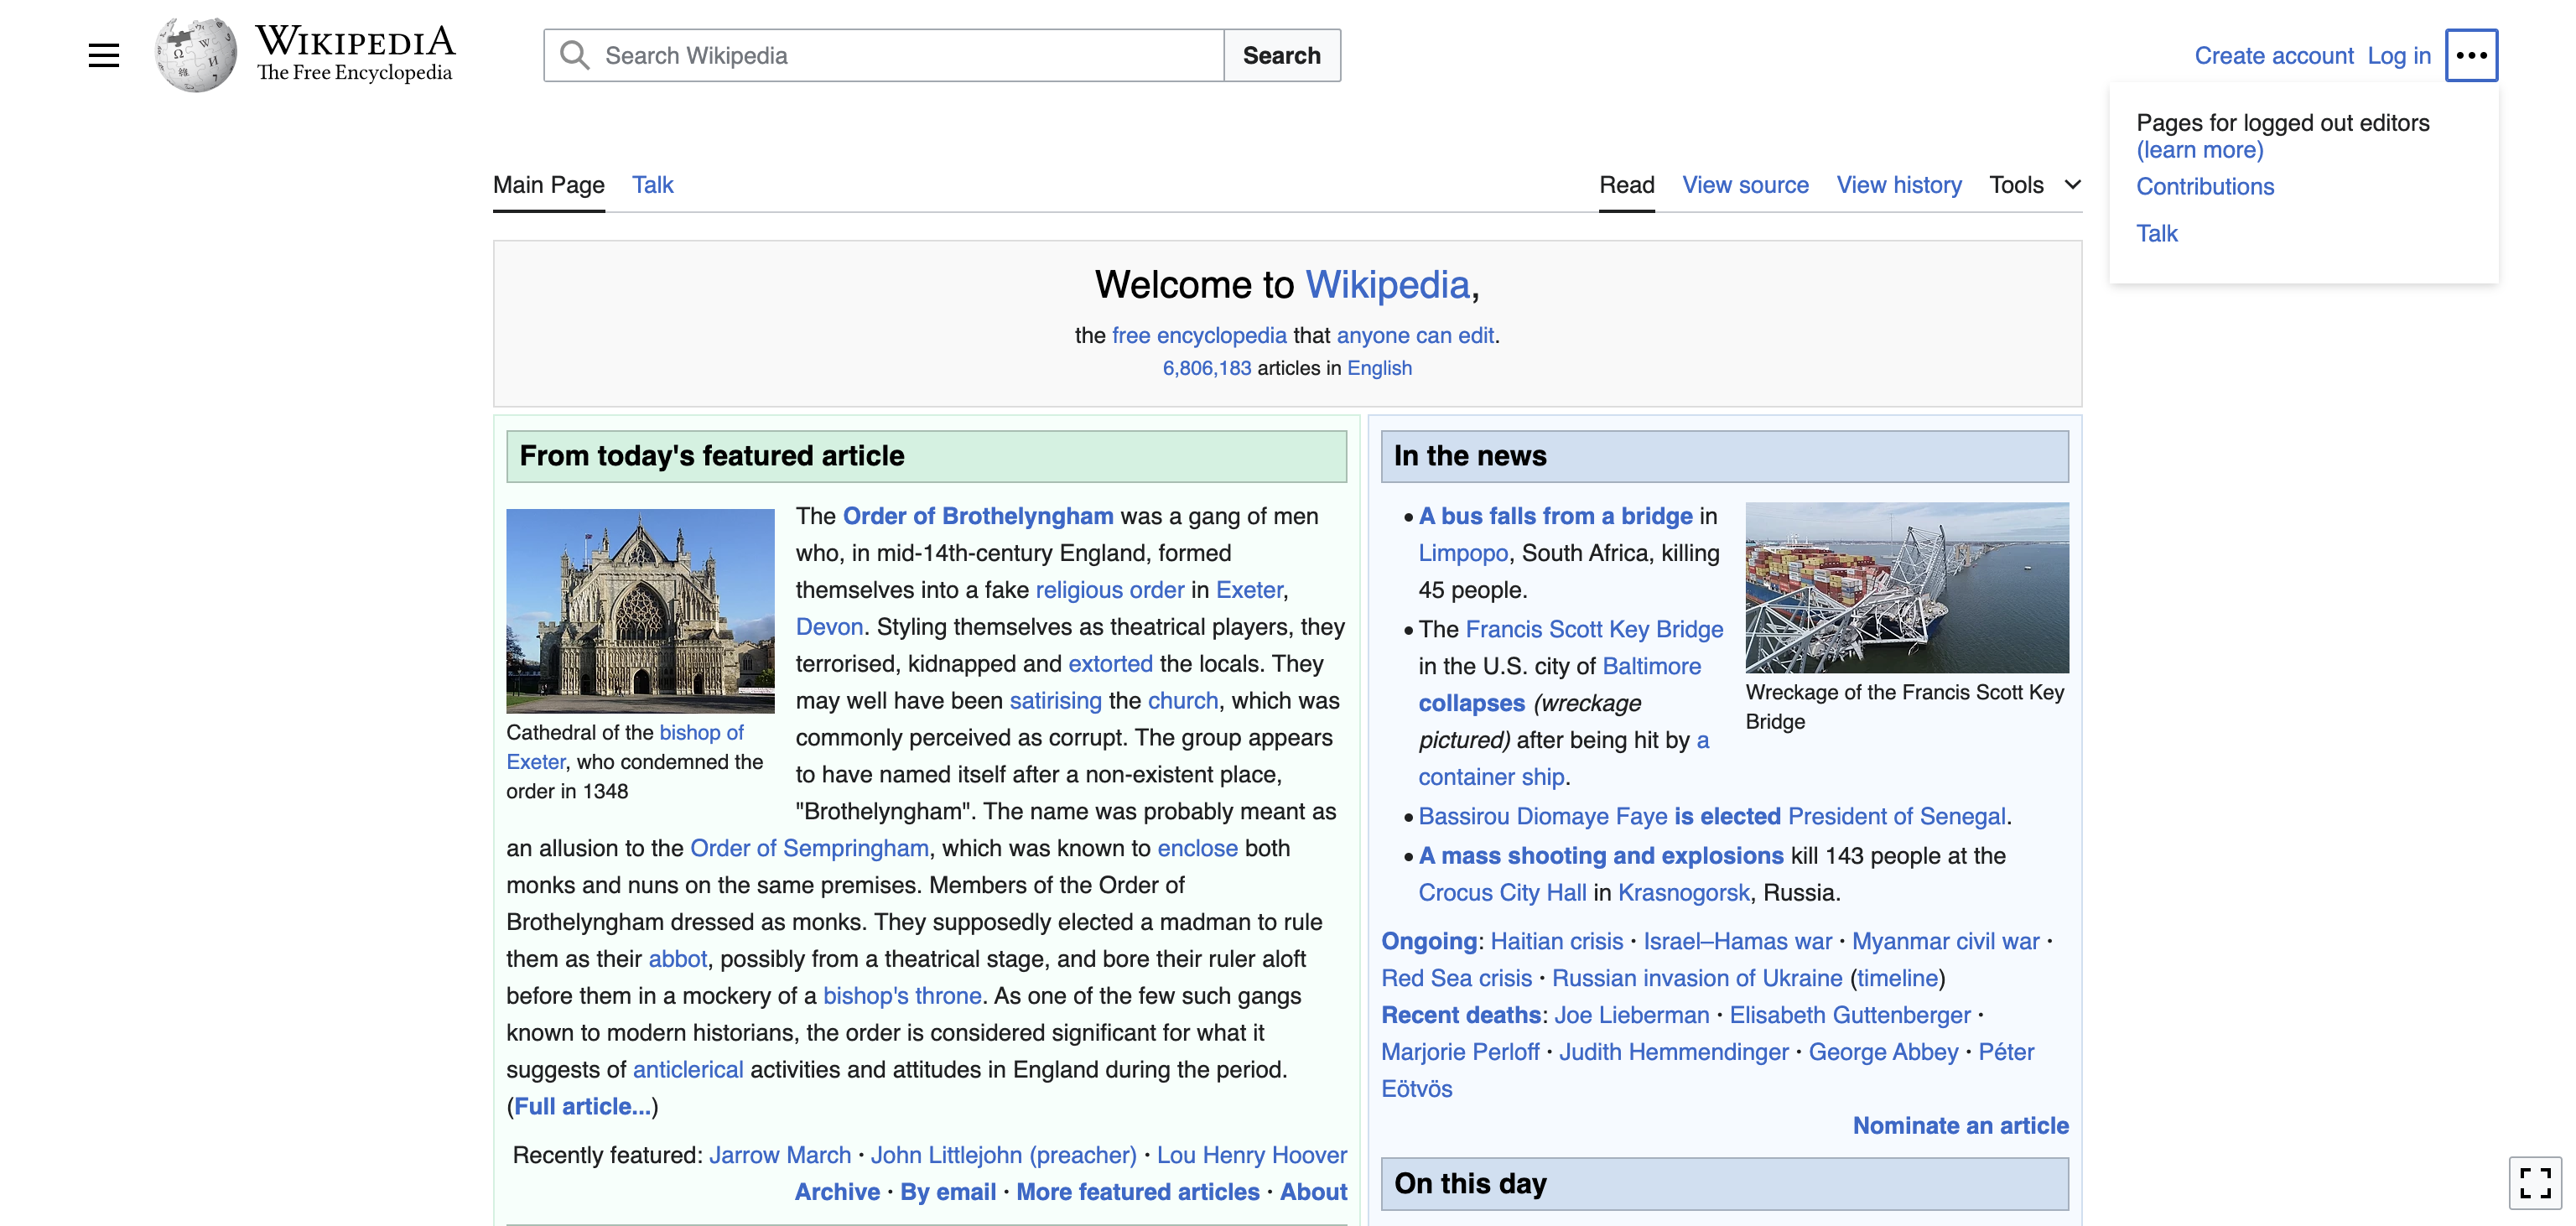 WIKIPEDIA
The Free Encyclopedia
Search Wikipedia
Search
Create account Log in
Pages for logged out editors
(learn more)
Contributions
Talk
Main Page Talk
Read View source View history Tools
Welcome to Wikipedia,
the free encyclopedia that anyone can edit.
6,806,183 articles in English
From today's featured article
Cathedral of the bishop of
Exeter, who condemned the
order in 1348
The Order of Brothelyngham was a gang of men
who, in mid-14th-century England, formed
themselves into a fake religious order in Exeter,
Devon. Styling themselves as theatrical players, they
terrorised, kidnapped and extorted the locals. They
may well have been satirising the church, which was
commonly perceived as corrupt. The group appears
to have named itself after a non-existent place,
"Brothelyngham". The name was probably meant as
an allusion to the Order of Sempringham, which was known to enclose both
monks and nuns on the same premises. Members of the Order of
Brothelyngham dressed as monks. They supposedly elected a madman to rule
them as their abbot, possibly from a theatrical stage, and bore their ruler aloft
before them in a mockery of a bishop's throne. As one of the few such gangs
known to modern historians, the order is considered significant for what it
suggests of anticlerical activities and attitudes in England during the period.
(Full article...)
Recently featured: Jarrow March · John Littlejohn (preacher) · Lou Henry Hoover
Archive · By email · More featured articles · About
In the news
• A bus falls from a bridge in
Limpopo, South Africa, killing
45 people.
• The Francis Scott Key Bridge
in the U.S. city of Baltimore
collapses (wreckage
pictured) after being hit by a
container ship.
Wreckage of the Francis Scott Key
Bridge
• Bassirou Diomaye Faye is elected President of Senegal.
• A mass shooting and explosions kill 143 people at the
Crocus City Hall in Krasnogorsk, Russia.
Ongoing: Haitian crisis · Israel–Hamas war · Myanmar civil war ·
Red Sea crisis · Russian invasion of Ukraine (timeline)
Recent deaths: Joe Lieberman · Elisabeth Guttenberger ·
Marjorie Perloff · Judith Hemmendinger · George Abbey · Péter
Eötvös
Nominate an article
On this day